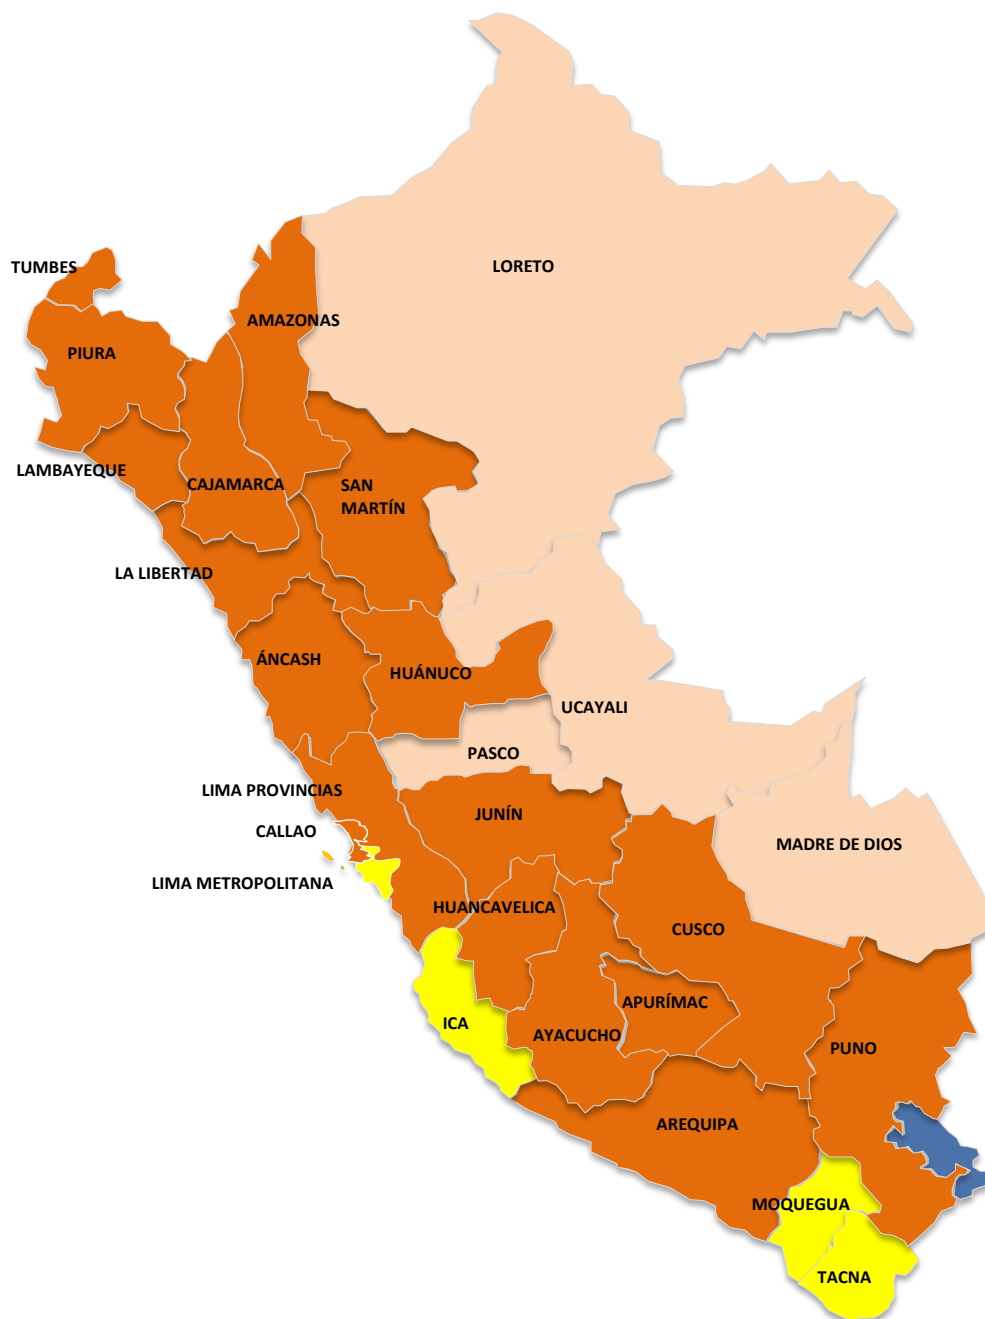 LORETO
TUMBES
AMAZONAS
PIURA
LAMBAYEQUE
CAJAMARCA
SAN
MARTÍN
LA LIBERTAD
ÁNCASH
HUÁNUCO
UCAYALI
PASCO
LIMA PROVINCIAS
JUNÍN
CALLAO
MADRE DE DIOS
LIMA METROPOLITANA
HUANCAVELICA
CUSCO
APURÍMAC
ICA
AYACUCHO
PUNO
AREQUIPA
MOQUEGUA
TACNA